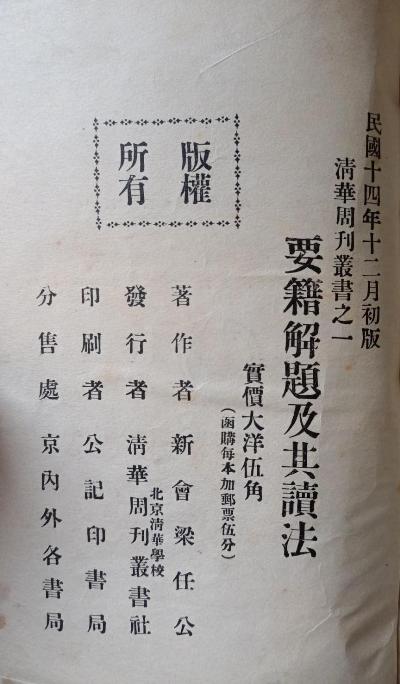 民國十四年十二月初版
清華周刊叢書之一
要籍解題及其讀法
實價大洋伍角
(函購每本加郵票伍分)
版權
所有
著作者 新會梁任公
發行者 北京清華學校 清華周刊叢書社
印刷者 公記印書局
分售處 京內外各書局